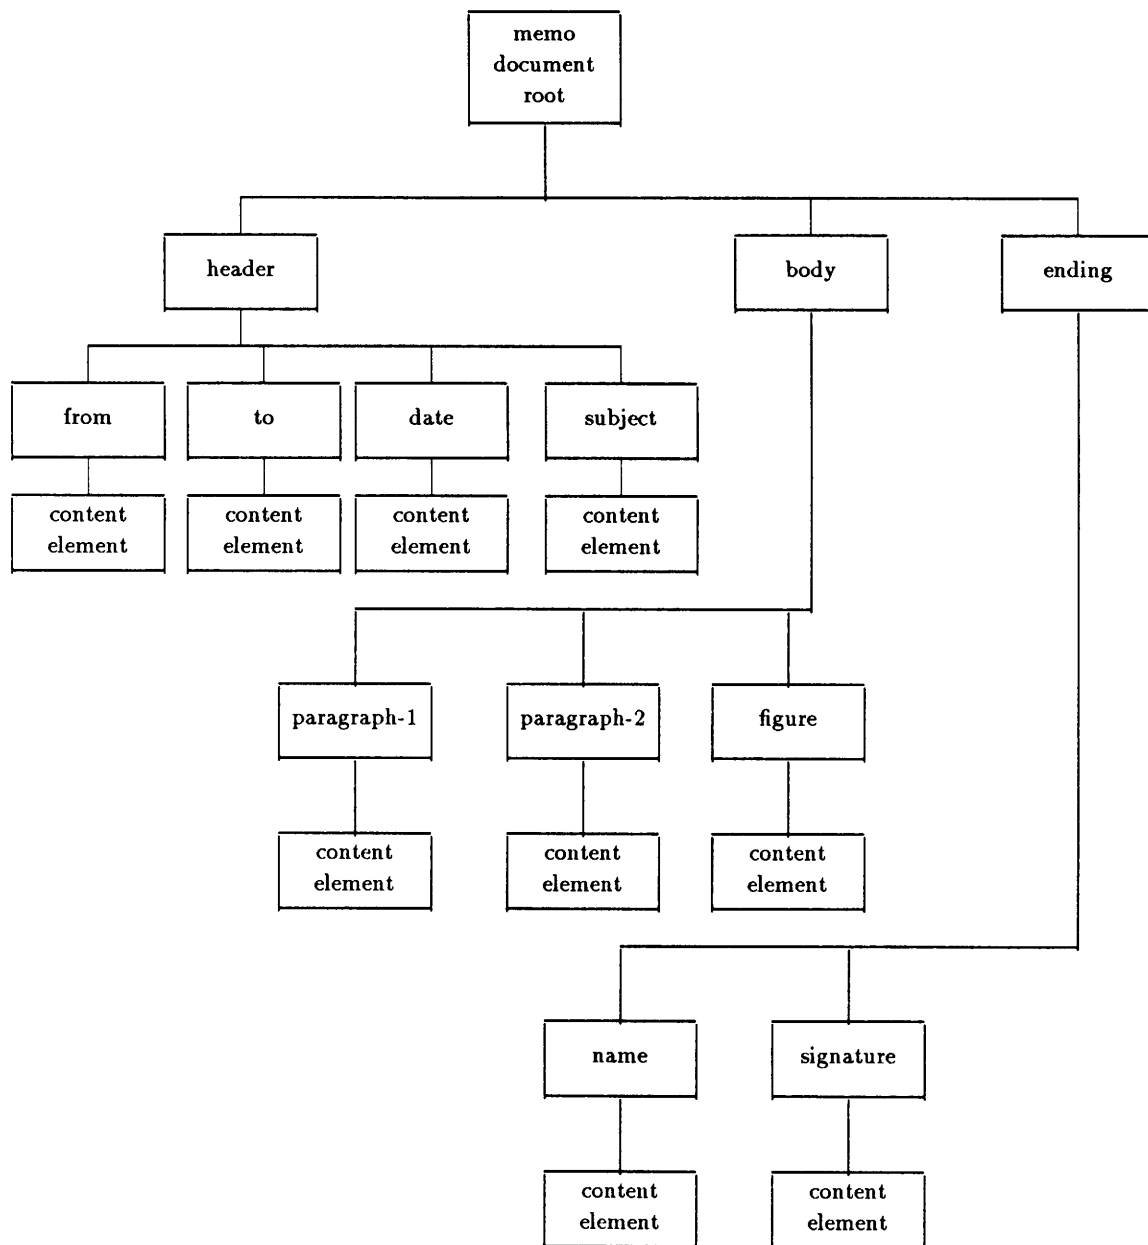 memo
document
root
header
body
ending
from
to
date
subject
content
element
content
element
content
element
content
element
paragraph-1
paragraph-2
figure
content
element
content
element
content
element
name
signature
content
element
content
element